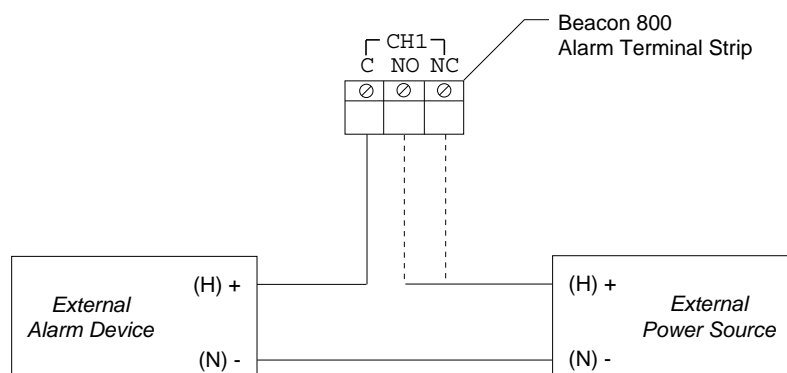 Beacon 800
Alarm Terminal Strip
CH1
C NO NC
(H) + (H) +
External
Alarm Device
External
Power Source
(N) - (N) -